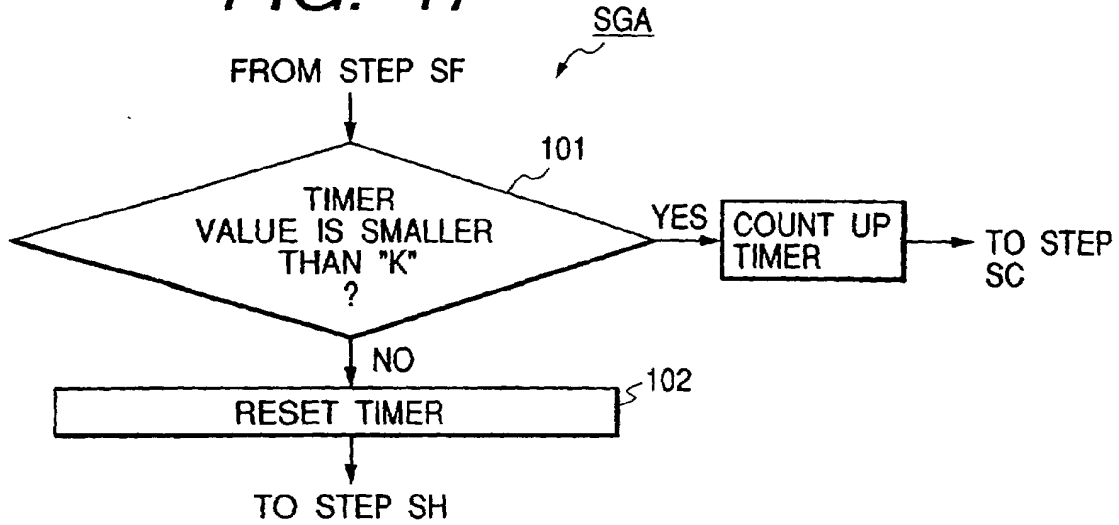 SGA
FROM STEP SF
101
TIMER
VALUE IS SMALLER
THAN "K"
?
YES
COUNT UP
TIMER
TO STEP
SC
NO
102
RESET TIMER
TO STEP SH